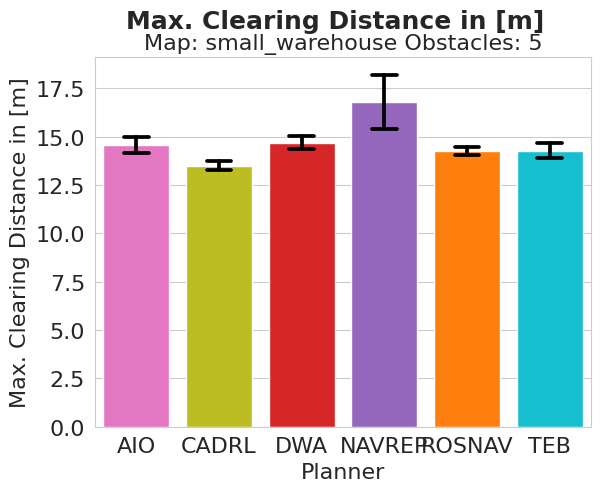 Max. Clearing Distance in [m]
Map: small_warehouse Obstacles: 5
Max. Clearing Distance in [m]
17.5
15.0
12.5
10.0
7.5
5.0
2.5
0.0
AIO CADRL DWA NAVREP ROSNAV TEB
Planner